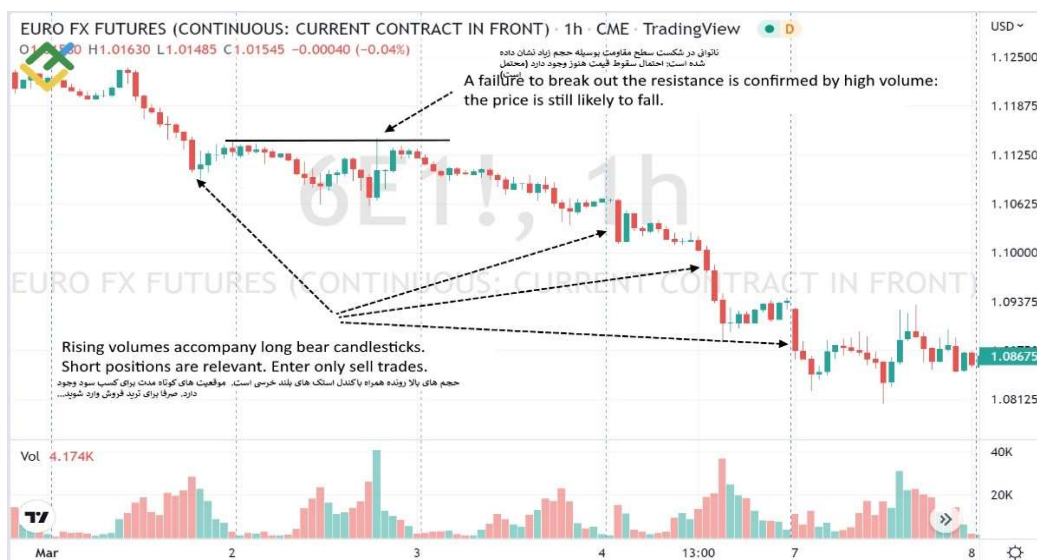 EURO FX FUTURES (CONTINUOUS: CURRENT CONTRACT IN FRONT) · 1h · CME · TradingView D
H1.01630 L1.01485 C1.01545 −0.00040 (−0.04%)
USD
ناتوانی در شکست سطح مقاومت بوسیله حجم زیاد نشان داده
شده است: احتمال سقوط قیمت هنوز وجود دارد (محتمل
است)
A failure to break out the resistance is confirmed by high volume:
the price is still likely to fall.
1.12500
1.11875
1.11250
1.10625
1.10000
1.09375
1.08675
1.08125
6E1!, 1h
EURO FX FUTURES (CONTINUOUS: CURRENT CONTRACT IN FRONT)
Rising volumes accompany long bear candlesticks.
Short positions are relevant. Enter only sell trades.
حجم های بالا رونده همراه با کندل استک های بلند خرسی است. موقعیت های کوتاه مدت برای کسب سود وجود
دارد. صرفا برای ترید فروش وارد شوید...
Vol 4.174K
40K
20K
Mar 2 3 4 13:00 7 8